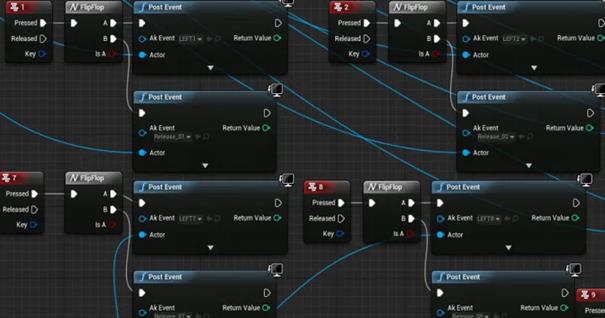 1
FlipFlop
Post Event
2
FlipFlop
Post Event
Pressed
A
Pressed
A
Released
B
Ak Event
LEFT1
Return Value
Released
B
Ak Event
LEFT2
Return Value
Key
Is A
Actor
Key
Is A
Actor
Post Event
Post Event
Ak Event
Return Value
Ak Event
Return Value
Release_01
Release_02
Actor
Actor
7
FlipFlop
Post Event
8
FlipFlop
Post Event
Pressed
A
Pressed
A
Released
B
Ak Event
LEFT7
Return Value
Released
B
Ak Event
LEFT8
Return Value
Key
Is A
Actor
Key
Is A
Actor
Post Event
Post Event
9
Ak Event
Return Value
Ak Event
Return Value